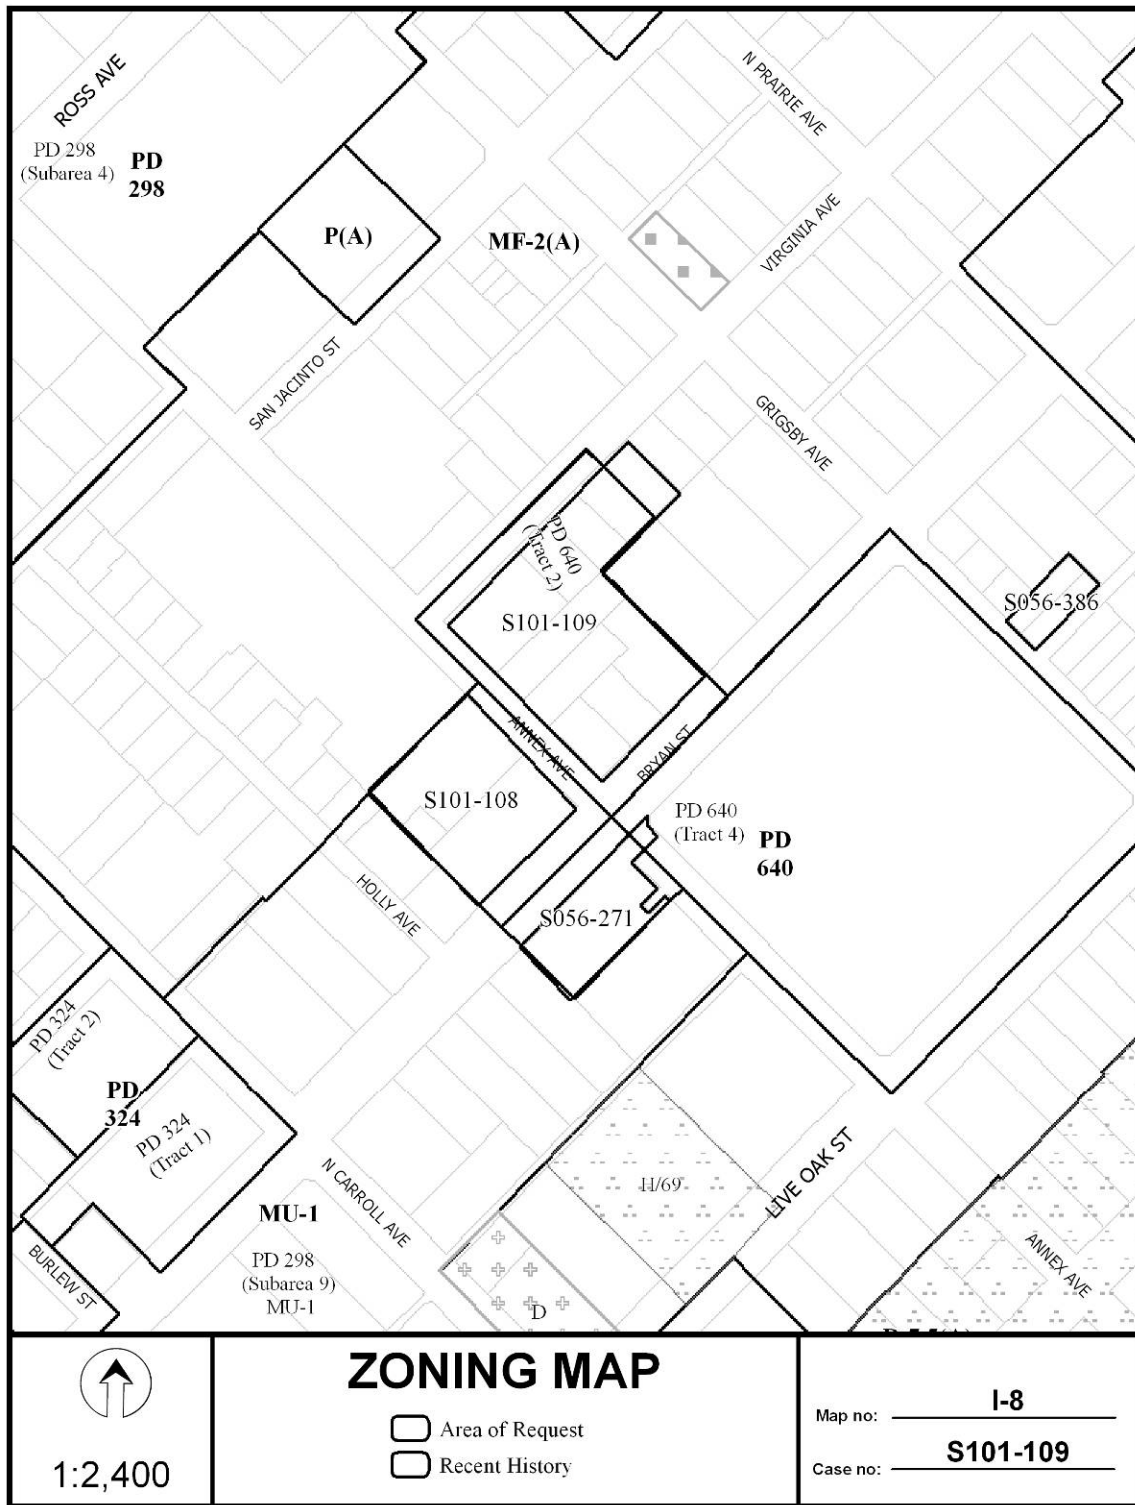 ROSS AVE
N PRAIRIE AVE
PD 298
(Subarea 4)
PD
298
P(A)
MF-2(A)
VIRGINIA AVE
SAN JACINTO ST
GRIGSBY AVE
PD 640
(Tract 2)
S101-109
S056-386
ANNEX AVE
BRYAN ST
S101-108
PD 640
(Tract 4)
PD
640
HOLLY AVE
S056-271
PD 324
(Tract 2)
PD
324
PD 324
(Tract 1)
H/69
LIVE OAK ST
N CARROLL AVE
MU-1
ANNEX AVE
BURLEW ST
PD 298
(Subarea 9)
MU-1
D
1:2,400
ZONING MAP
Area of Request
Recent History
Map no: I-8
Case no: S101-109